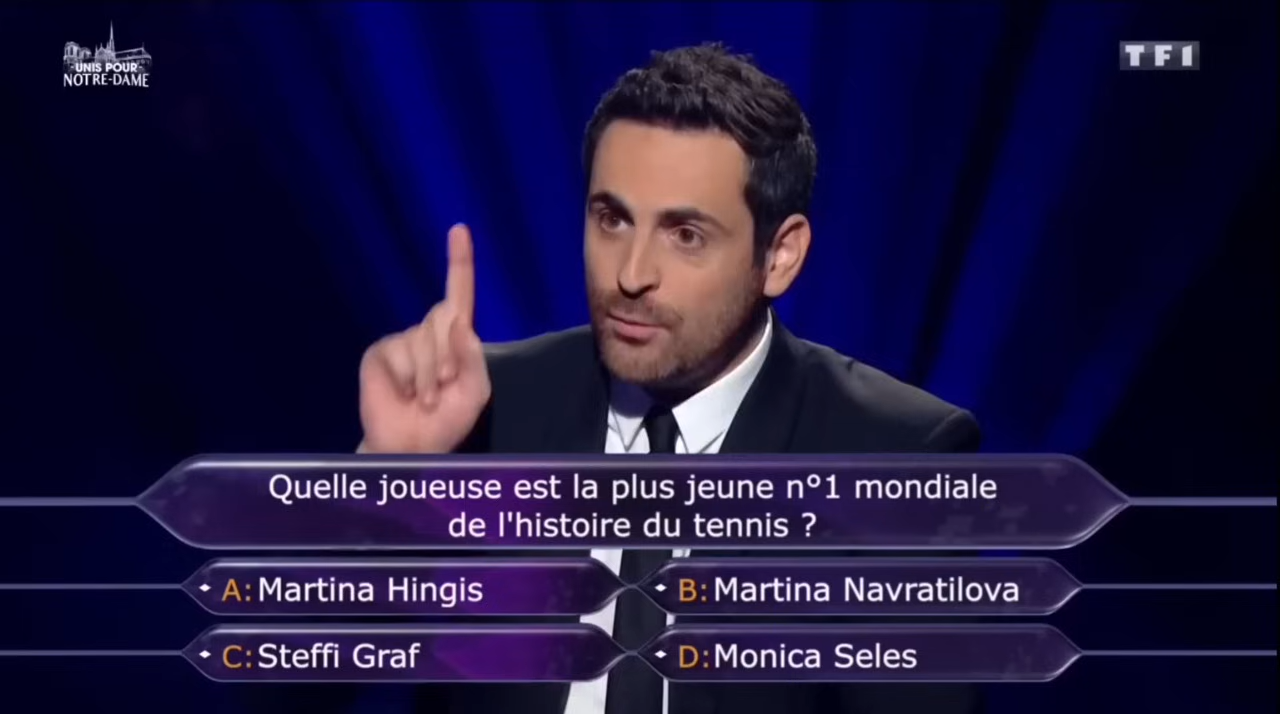 UNIS POUR
NOTRE-DAME
TF1
Quelle joueuse est la plus jeune n°1 mondiale
de l'histoire du tennis ?
A: Martina Hingis
B: Martina Navratilova
C: Steffi Graf
D: Monica Seles